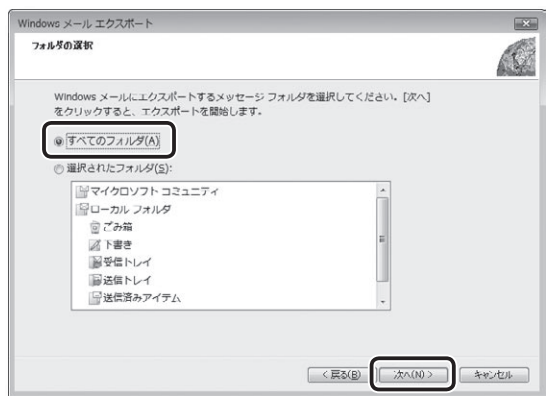 Windows メール エクスポート
フォルダの選択
Windows メールにエクスポートするメッセージ フォルダを選択してください。[次へ]
をクリックすると、エクスポートを開始します。
すべてのフォルダ(A)
選択されたフォルダ(S):
マイクロソフト コミュニティ
ローカル フォルダ
ごみ箱
下書き
受信トレイ
送信トレイ
送信済みアイテム
< 戻る(B)
次へ(N) >
キャンセル